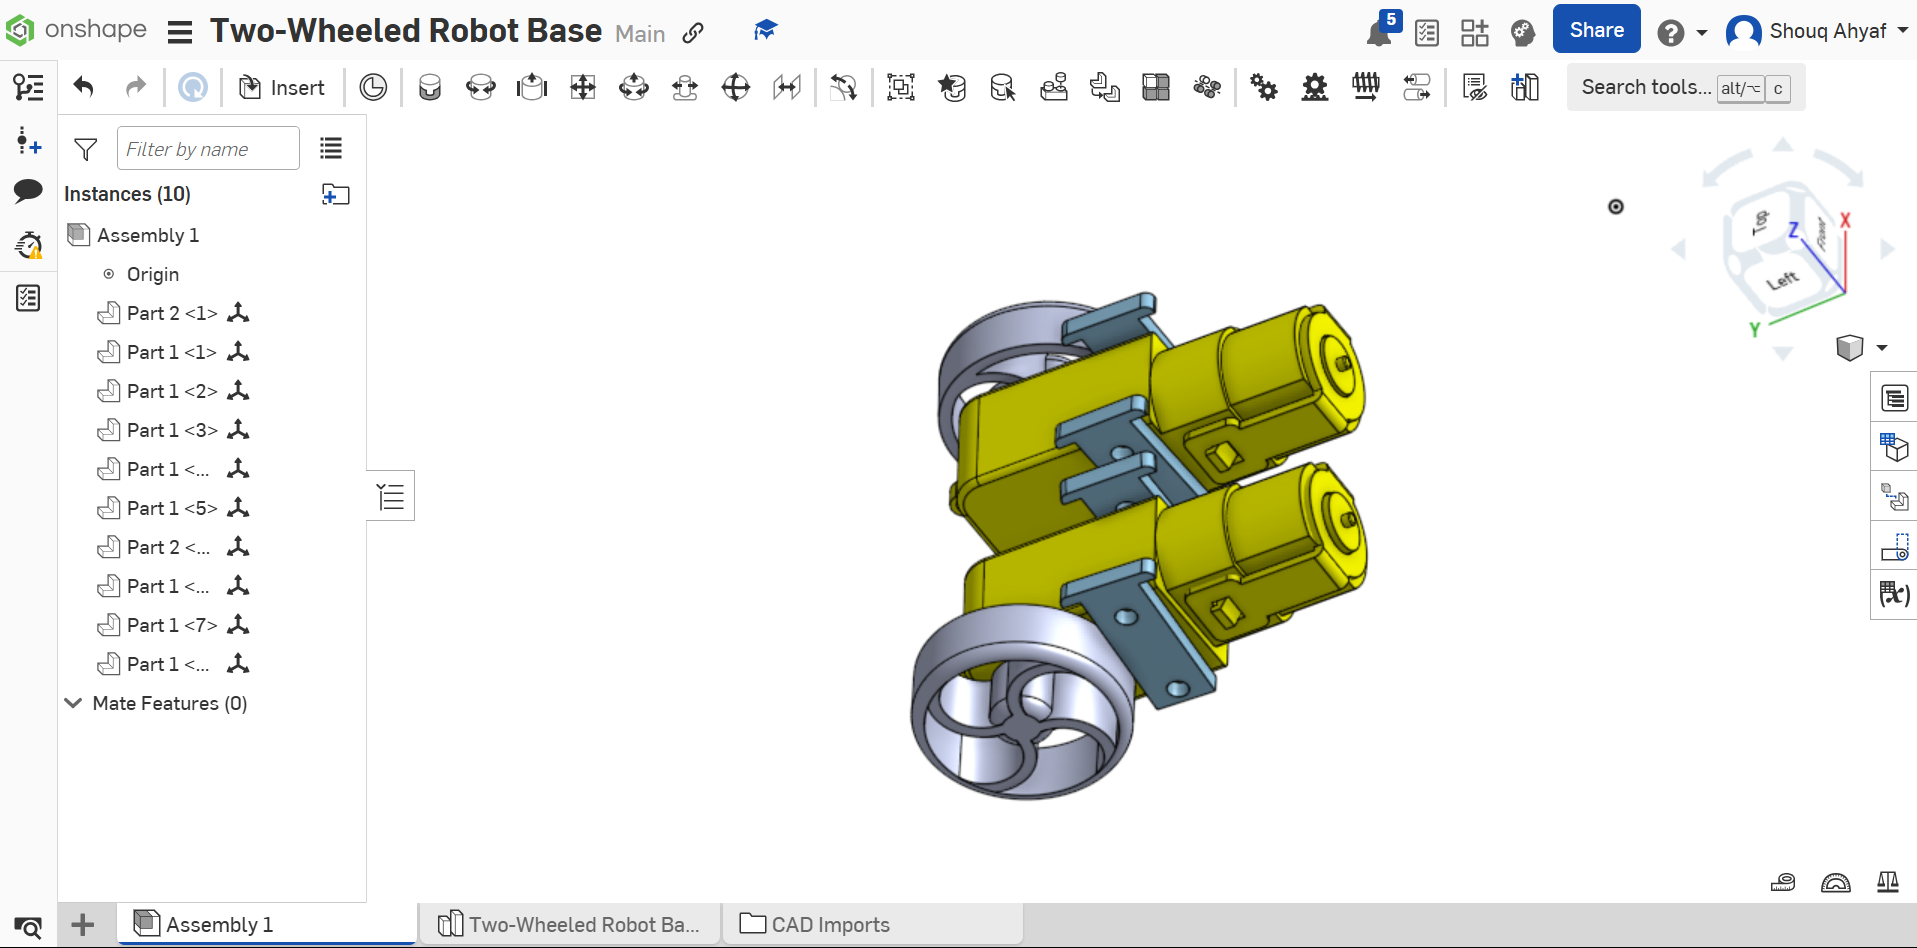 onshape Two-Wheeled Robot Base Main 5 Share Shouq Ahyaf
Insert Search tools... alt/⌥ c
Filter by name
Instances (10)
Assembly 1
Origin
Part 2 <1>
Part 1 <1>
Part 1 <2>
Part 1 <3>
Part 1 <...
Part 1 <5>
Part 2 <...
Part 1 <...
Part 1 <7>
Part 1 <...
Mate Features (0)
Top Front Left
Z X Y
(x)
Assembly 1 Two-Wheeled Robot Ba... CAD Imports